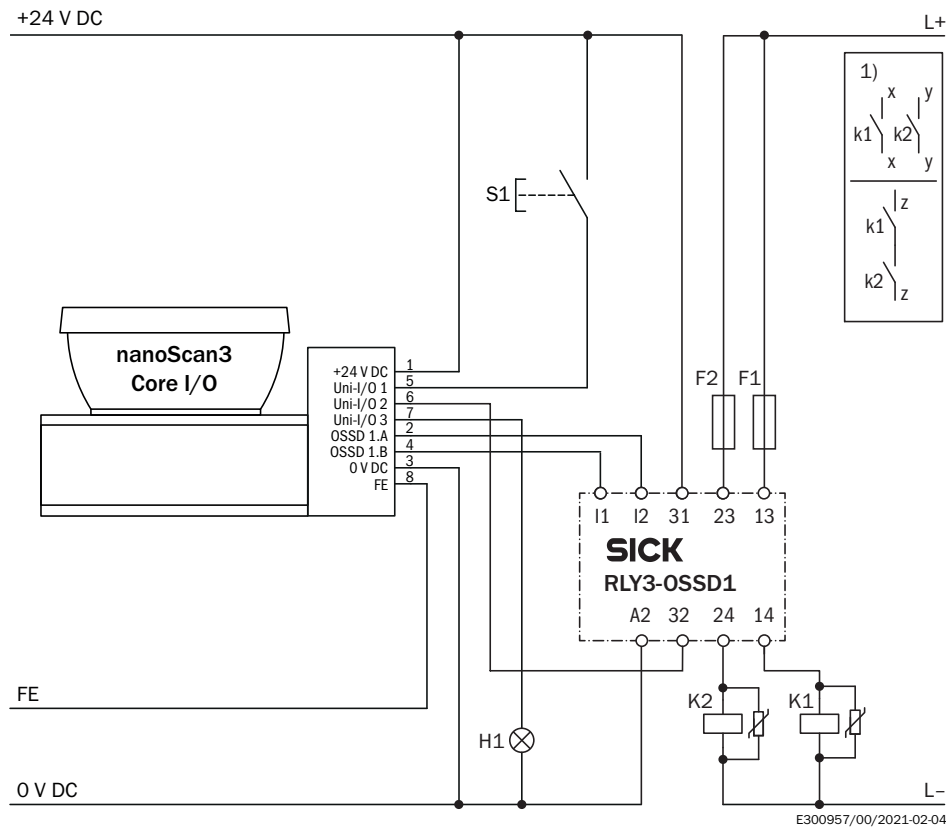 +24 V DC
L+
1)
x y
k1 k2
x y
z
k1
k2
z
S1
nanoScan3
Core I/O
+24 V DC 1
Uni-I/O 1 5
Uni-I/O 2 6
Uni-I/O 3 7
OSSD 1.A 2
OSSD 1.B 4
0 V DC 3
FE 8
F2 F1
I1 I2 31 23 13
SICK
RLY3-OSSD1
A2 32 24 14
FE
K2 K1
H1
0 V DC
L–
E300957/00/2021-02-04